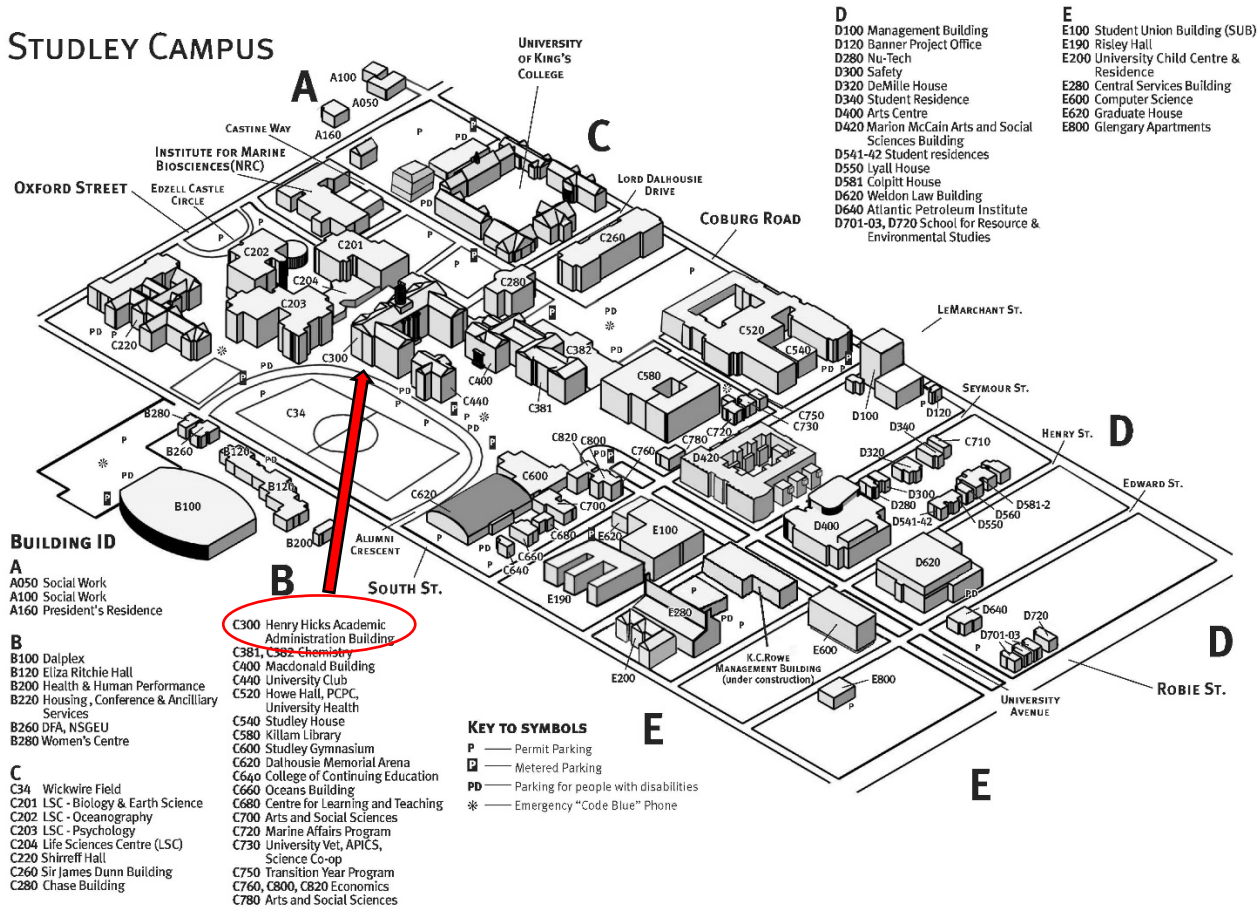 STUDLEY CAMPUS
UNIVERSITY
OF KING'S
COLLEGE
A100
A
A050
A160
CASTINE WAY
INSTITUTE FOR MARINE
BIOSCIENCES(NRC)
C
OXFORD STREET
EDZELL CASTLE
CIRCLE
LORD DALHOUSIE
DRIVE
COBURG ROAD
C202
C201
C260
C204
C280
C203
C220
C300
C400
C440
C381
C382
C520
C540
C580
LEMARCHANT ST.
SEYMOUR ST.
HENRY ST.
EDWARD ST.
D
D100
D120
C750
C730
C720
C710
D340
D320
D300
D280
D581-2
D560
D550
D541-42
C780
D420
D400
D620
B280
B260
B120
B120
C34
B100
B200
C820
C800
C760
C600
C620
C700
C680
C660
C640
E620
E100
E190
E280
E200
ALUMNI
CRESCENT
SOUTH ST.
B
K.C.ROWE
MANAGEMENT BUILDING
(under construction)
E600
E800
D640
D701-03
D720
D
ROBIE ST.
UNIVERSITY
AVENUE
E
E
D
D100 Management Building
D120 Banner Project Office
D280 Nu-Tech
D300 Safety
D320 DeMille House
D340 Student Residence
D400 Arts Centre
D420 Marion McCain Arts and Social
Sciences Building
D541-42 Student residences
D550 Lyall House
D581 Colpitt House
D620 Weldon Law Building
D640 Atlantic Petroleum Institute
D701-03, D720 School for Resource &
Environmental Studies
E
E100 Student Union Building (SUB)
E190 Risley Hall
E200 University Child Centre &
Residence
E280 Central Services Building
E600 Computer Science
E620 Graduate House
E800 Glengary Apartments
BUILDING ID
A
A050 Social Work
A100 Social Work
A160 President's Residence
B
B100 Dalplex
B120 Eliza Ritchie Hall
B200 Health & Human Performance
B220 Housing, Conference & Ancilliary
Services
B260 DFA, NSGEU
B280 Women's Centre
C
C34 Wickwire Field
C201 LSC - Biology & Earth Science
C202 LSC - Oceanography
C203 LSC - Psychology
C204 Life Sciences Centre (LSC)
C220 Shirreff Hall
C260 Sir James Dunn Building
C280 Chase Building
C300 Henry Hicks Academic
Administration Building
C381, C382 Chemistry
C400 Macdonald Building
C440 University Club
C520 Howe Hall, PCPC,
University Health
C540 Studley House
C580 Killam Library
C600 Studley Gymnasium
C620 Dalhousie Memorial Arena
C640 College of Continuing Education
C660 Oceans Building
C680 Centre for Learning and Teaching
C700 Arts and Social Sciences
C720 Marine Affairs Program
C730 University Vet, APICS,
Science Co-op
C750 Transition Year Program
C760, C800, C820 Economics
C780 Arts and Social Sciences
KEY TO SYMBOLS
P — Permit Parking
P — Metered Parking
PD — Parking for people with disabilities
* — Emergency "Code Blue" Phone